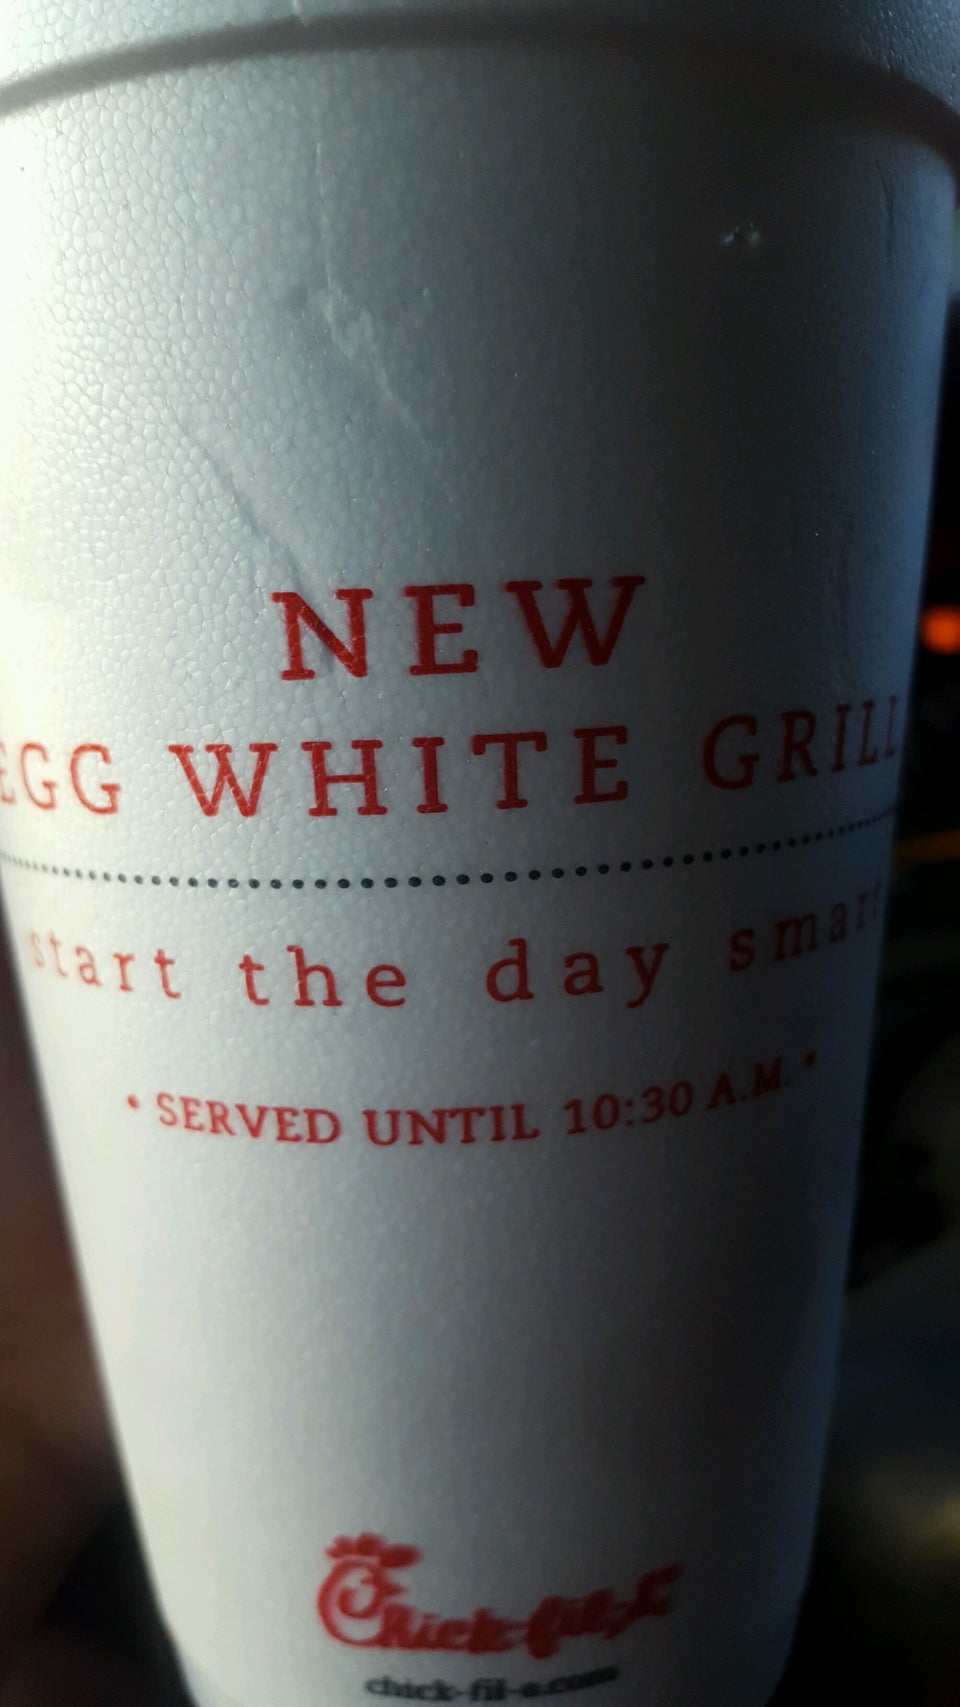 NEW
EGG WHITE GRILL
start the day smart
• SERVED UNTIL 10:30 A.M. •
Chick-fil-A
chick-fil-a.com